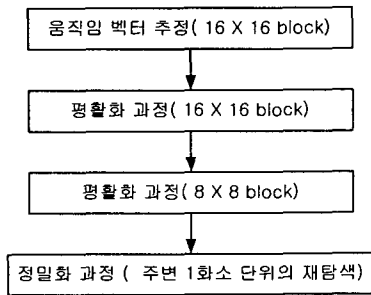 움직임 벡터 추정( 16 X 16 block)
평활화 과정( 16 X 16 block)
평활화 과정( 8 X 8 block)
정밀화 과정 ( 주변 1화소 단위의 재탐색)